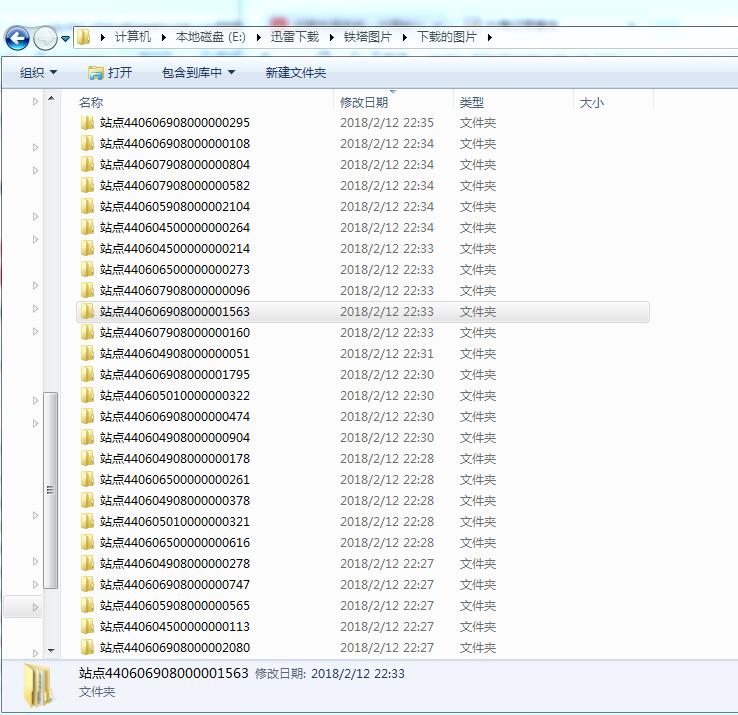 计算机 本地磁盘 (E:) 迅雷下载 铁塔图片 下载的图片
组织 打开 包含到库中 新建文件夹
名称 修改日期 类型 大小
站点440606908000000295 2018/2/12 22:35 文件夹
站点440606908000000108 2018/2/12 22:34 文件夹
站点440607908000000804 2018/2/12 22:34 文件夹
站点440607908000000582 2018/2/12 22:34 文件夹
站点440605908000002104 2018/2/12 22:34 文件夹
站点440604500000000264 2018/2/12 22:34 文件夹
站点440604500000000214 2018/2/12 22:33 文件夹
站点440606500000000273 2018/2/12 22:33 文件夹
站点440607908000000096 2018/2/12 22:33 文件夹
站点440606908000001563 2018/2/12 22:33 文件夹
站点440607908000000160 2018/2/12 22:33 文件夹
站点440604908000000051 2018/2/12 22:31 文件夹
站点440606908000001795 2018/2/12 22:30 文件夹
站点440605010000000322 2018/2/12 22:30 文件夹
站点440606908000000474 2018/2/12 22:30 文件夹
站点440604908000000904 2018/2/12 22:30 文件夹
站点440604908000000178 2018/2/12 22:28 文件夹
站点440606500000000261 2018/2/12 22:28 文件夹
站点440604908000000378 2018/2/12 22:28 文件夹
站点440605010000000321 2018/2/12 22:28 文件夹
站点440606500000000616 2018/2/12 22:28 文件夹
站点440604908000000278 2018/2/12 22:27 文件夹
站点440606908000000747 2018/2/12 22:27 文件夹
站点440605908000000565 2018/2/12 22:27 文件夹
站点440604500000000113 2018/2/12 22:27 文件夹
站点440606908000002080 2018/2/12 22:27 文件夹
站点440606908000001563 修改日期: 2018/2/12 22:33
文件夹